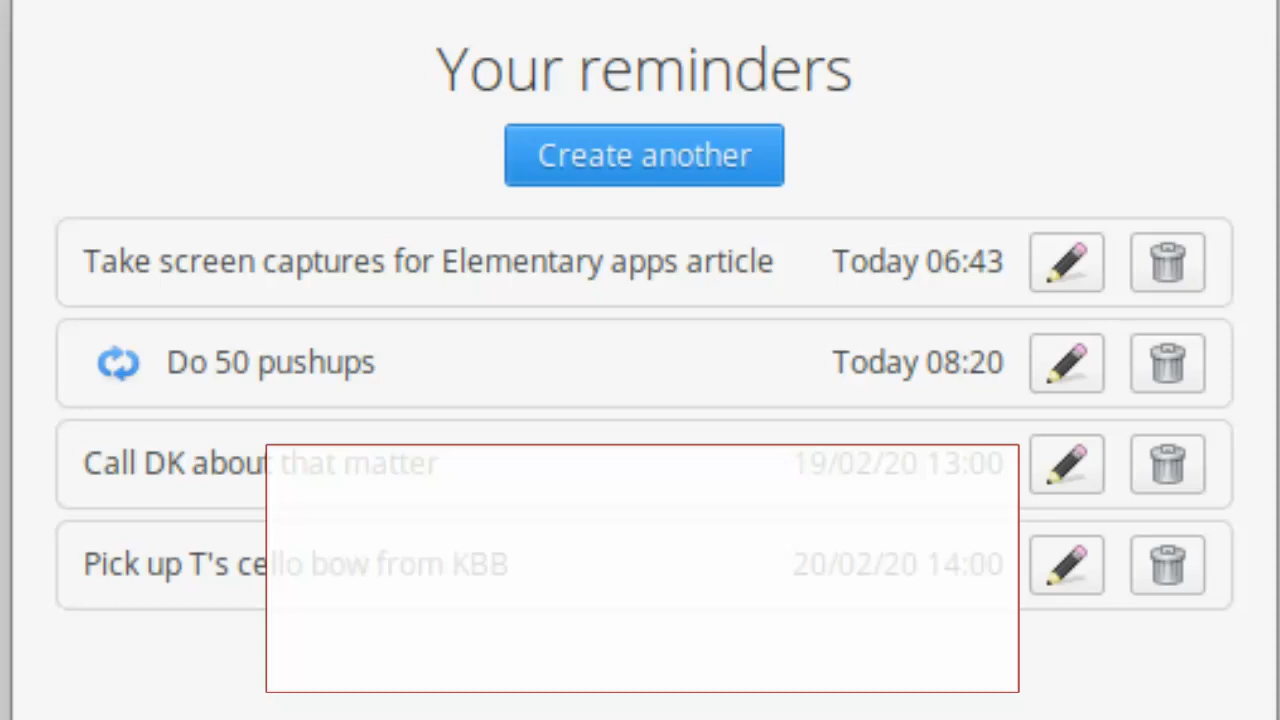 Your reminders
Create another
Take screen captures for Elementary apps article Today 06:43
Do 50 pushups Today 08:20
Call DK about that matter 19/02/20 13:00
Pick up T's cello bow from KBB 20/02/20 14:00